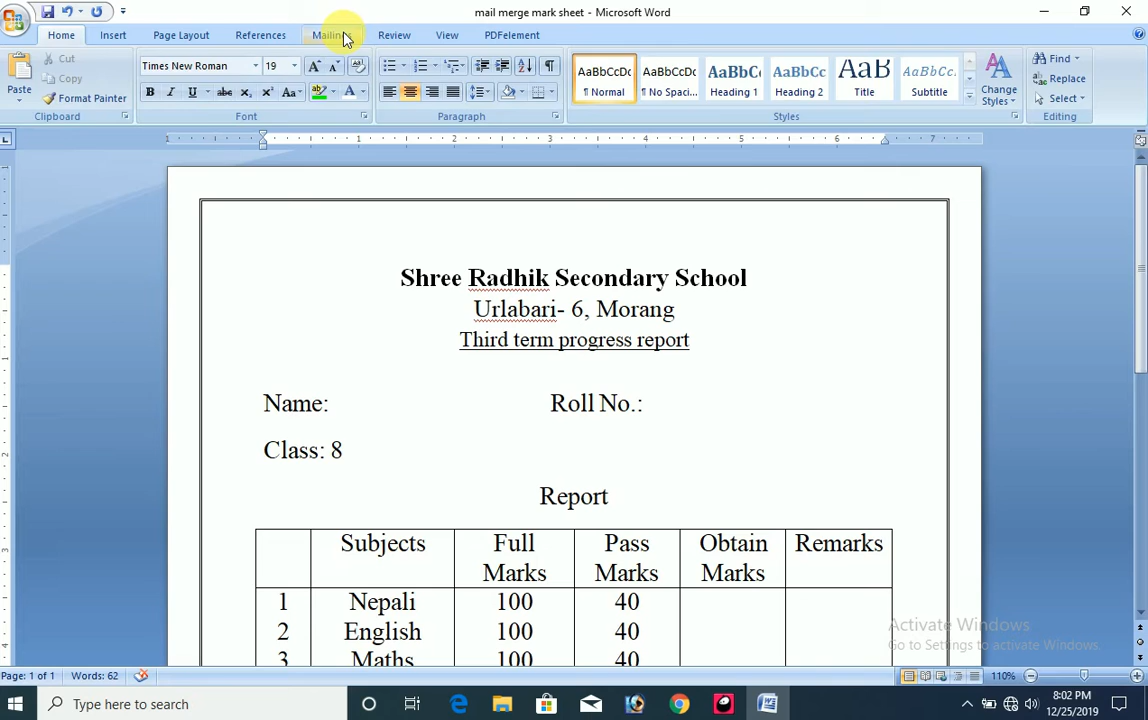 mail merge mark sheet - Microsoft Word
Home Insert Page Layout References Mailings Review View PDFelement
Paste Cut Copy Format Painter
Clipboard
Times New Roman 19
Font
Paragraph
AaBbCcDc AaBbCcDc AaBbCc AaBbCc AaB AaBbCc
¶ Normal ¶ No Spaci... Heading 1 Heading 2 Title Subtitle
Change Styles
Styles
Find
Replace
Select
Editing
Shree Radhik Secondary School
Urlabari- 6, Morang
Third term progress report
Name: Roll No.:
Class: 8
Report
Subjects Full Marks Pass Marks Obtain Marks Remarks
1 Nepali 100 40
2 English 100 40
3 Maths 100 40
Activate Windows
Go to Settings to activate Windows.
Page: 1 of 1 Words: 62 110%
Type here to search
8:02 PM
12/25/2019